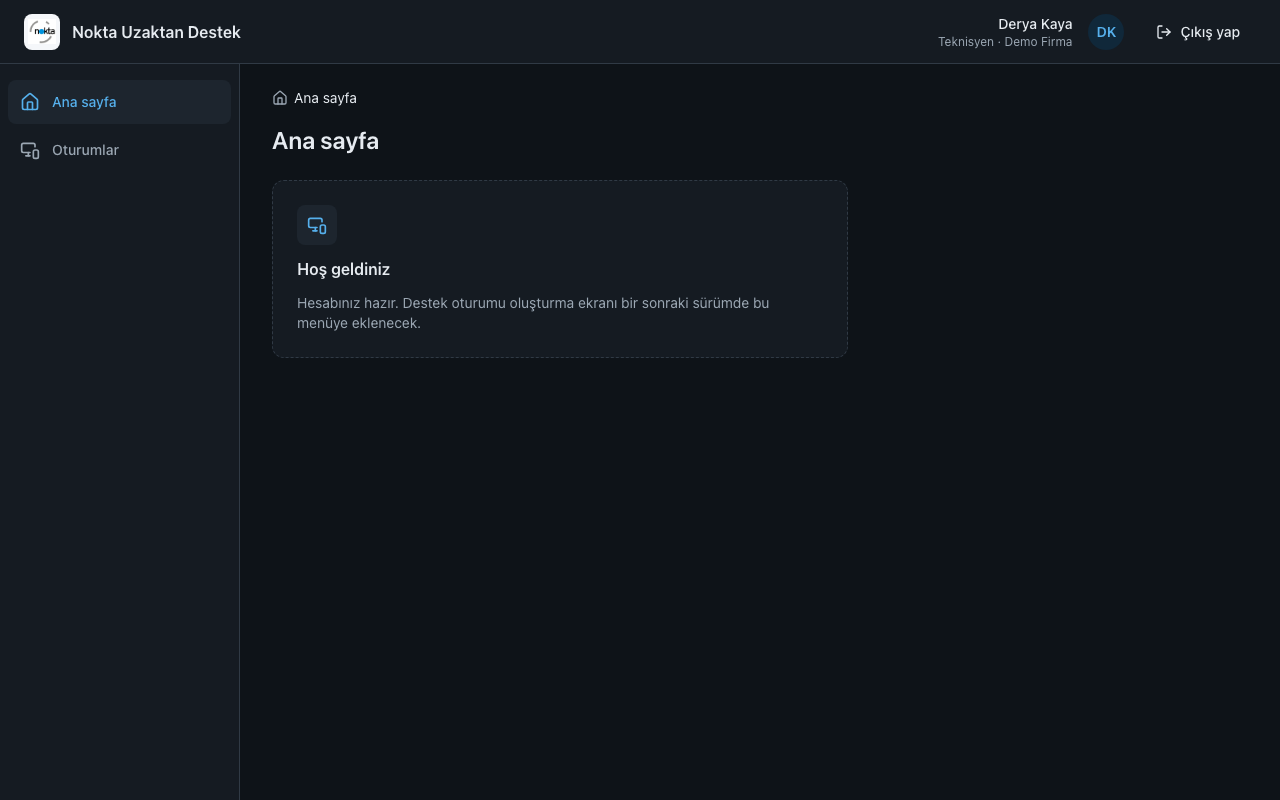 nokta
Nokta Uzaktan Destek
Derya Kaya
Teknisyen · Demo Firma
DK
Çıkış yap
Ana sayfa
Oturumlar
Ana sayfa
Ana sayfa
Hoş geldiniz
Hesabınız hazır. Destek oturumu oluşturma ekranı bir sonraki sürümde bu
menüye eklenecek.